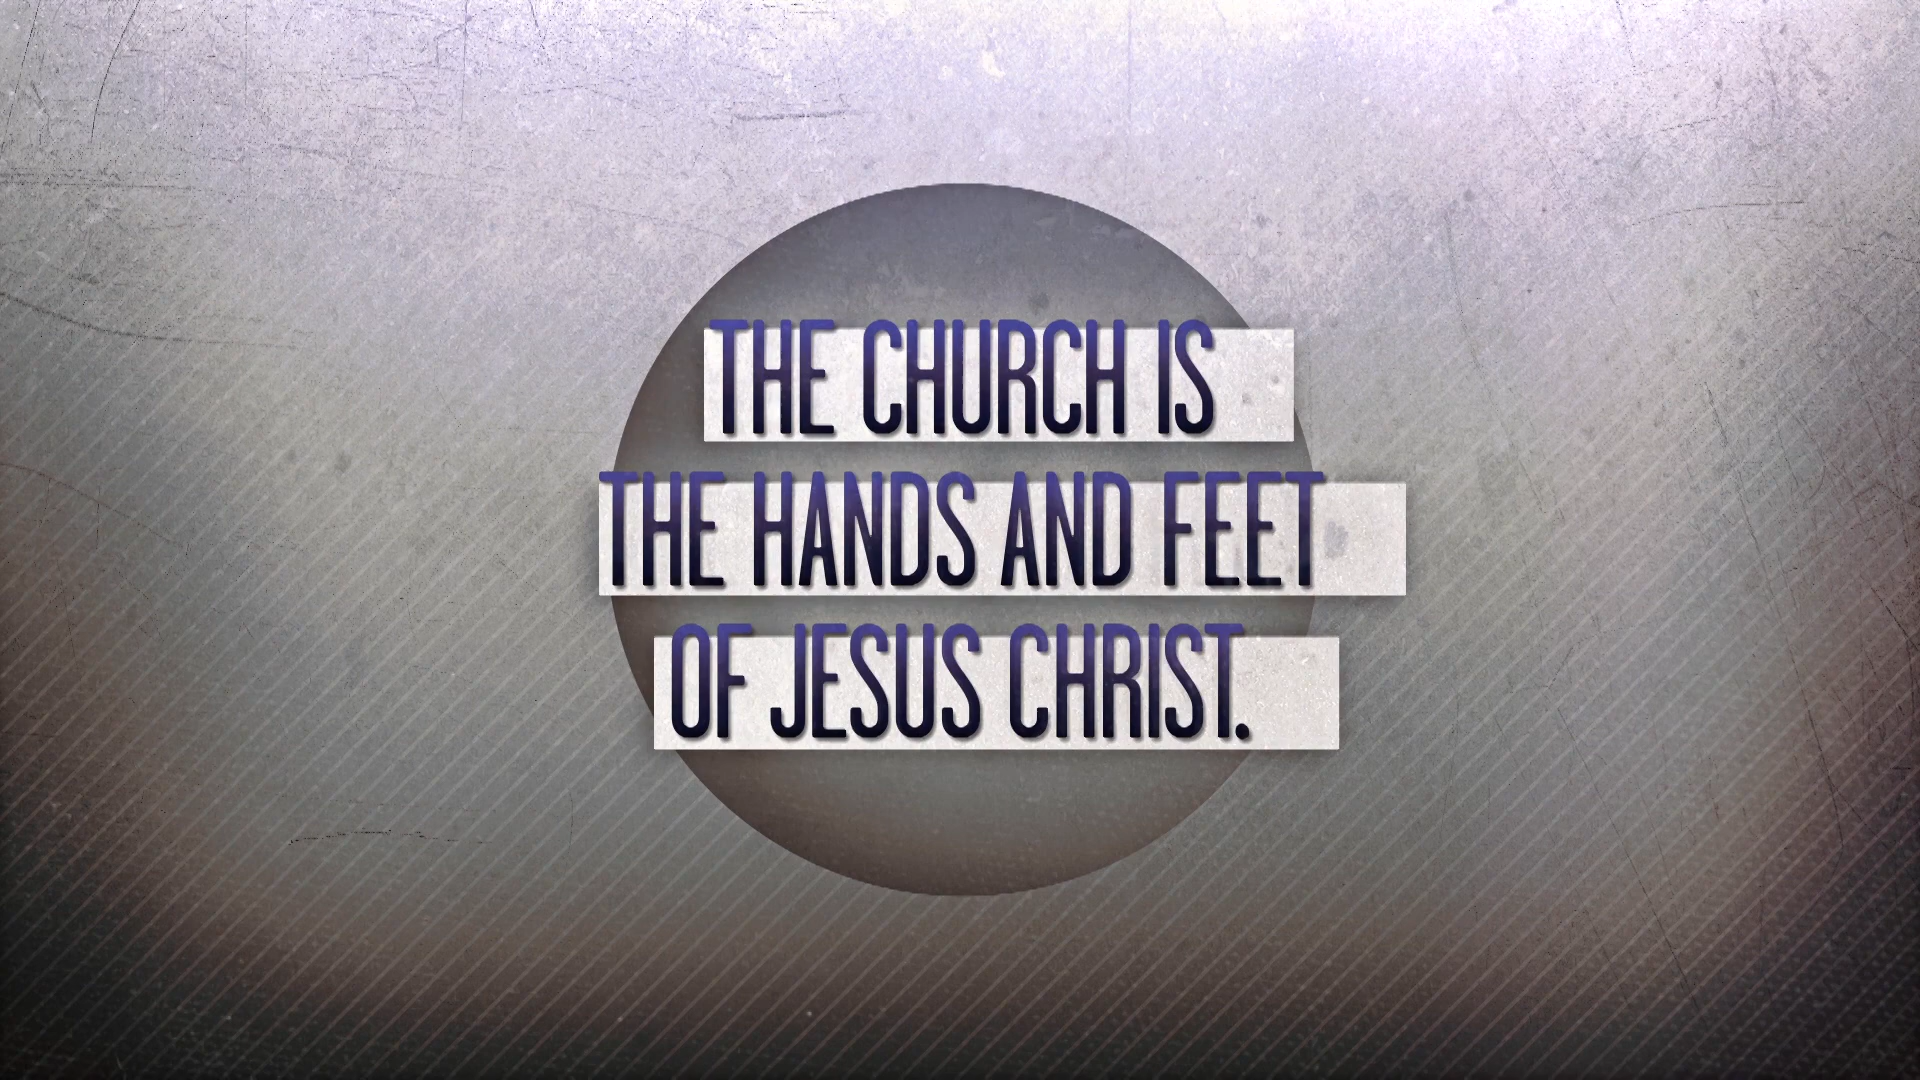 THE CHURCH IS
THE HANDS AND FEET
OF JESUS CHRIST.